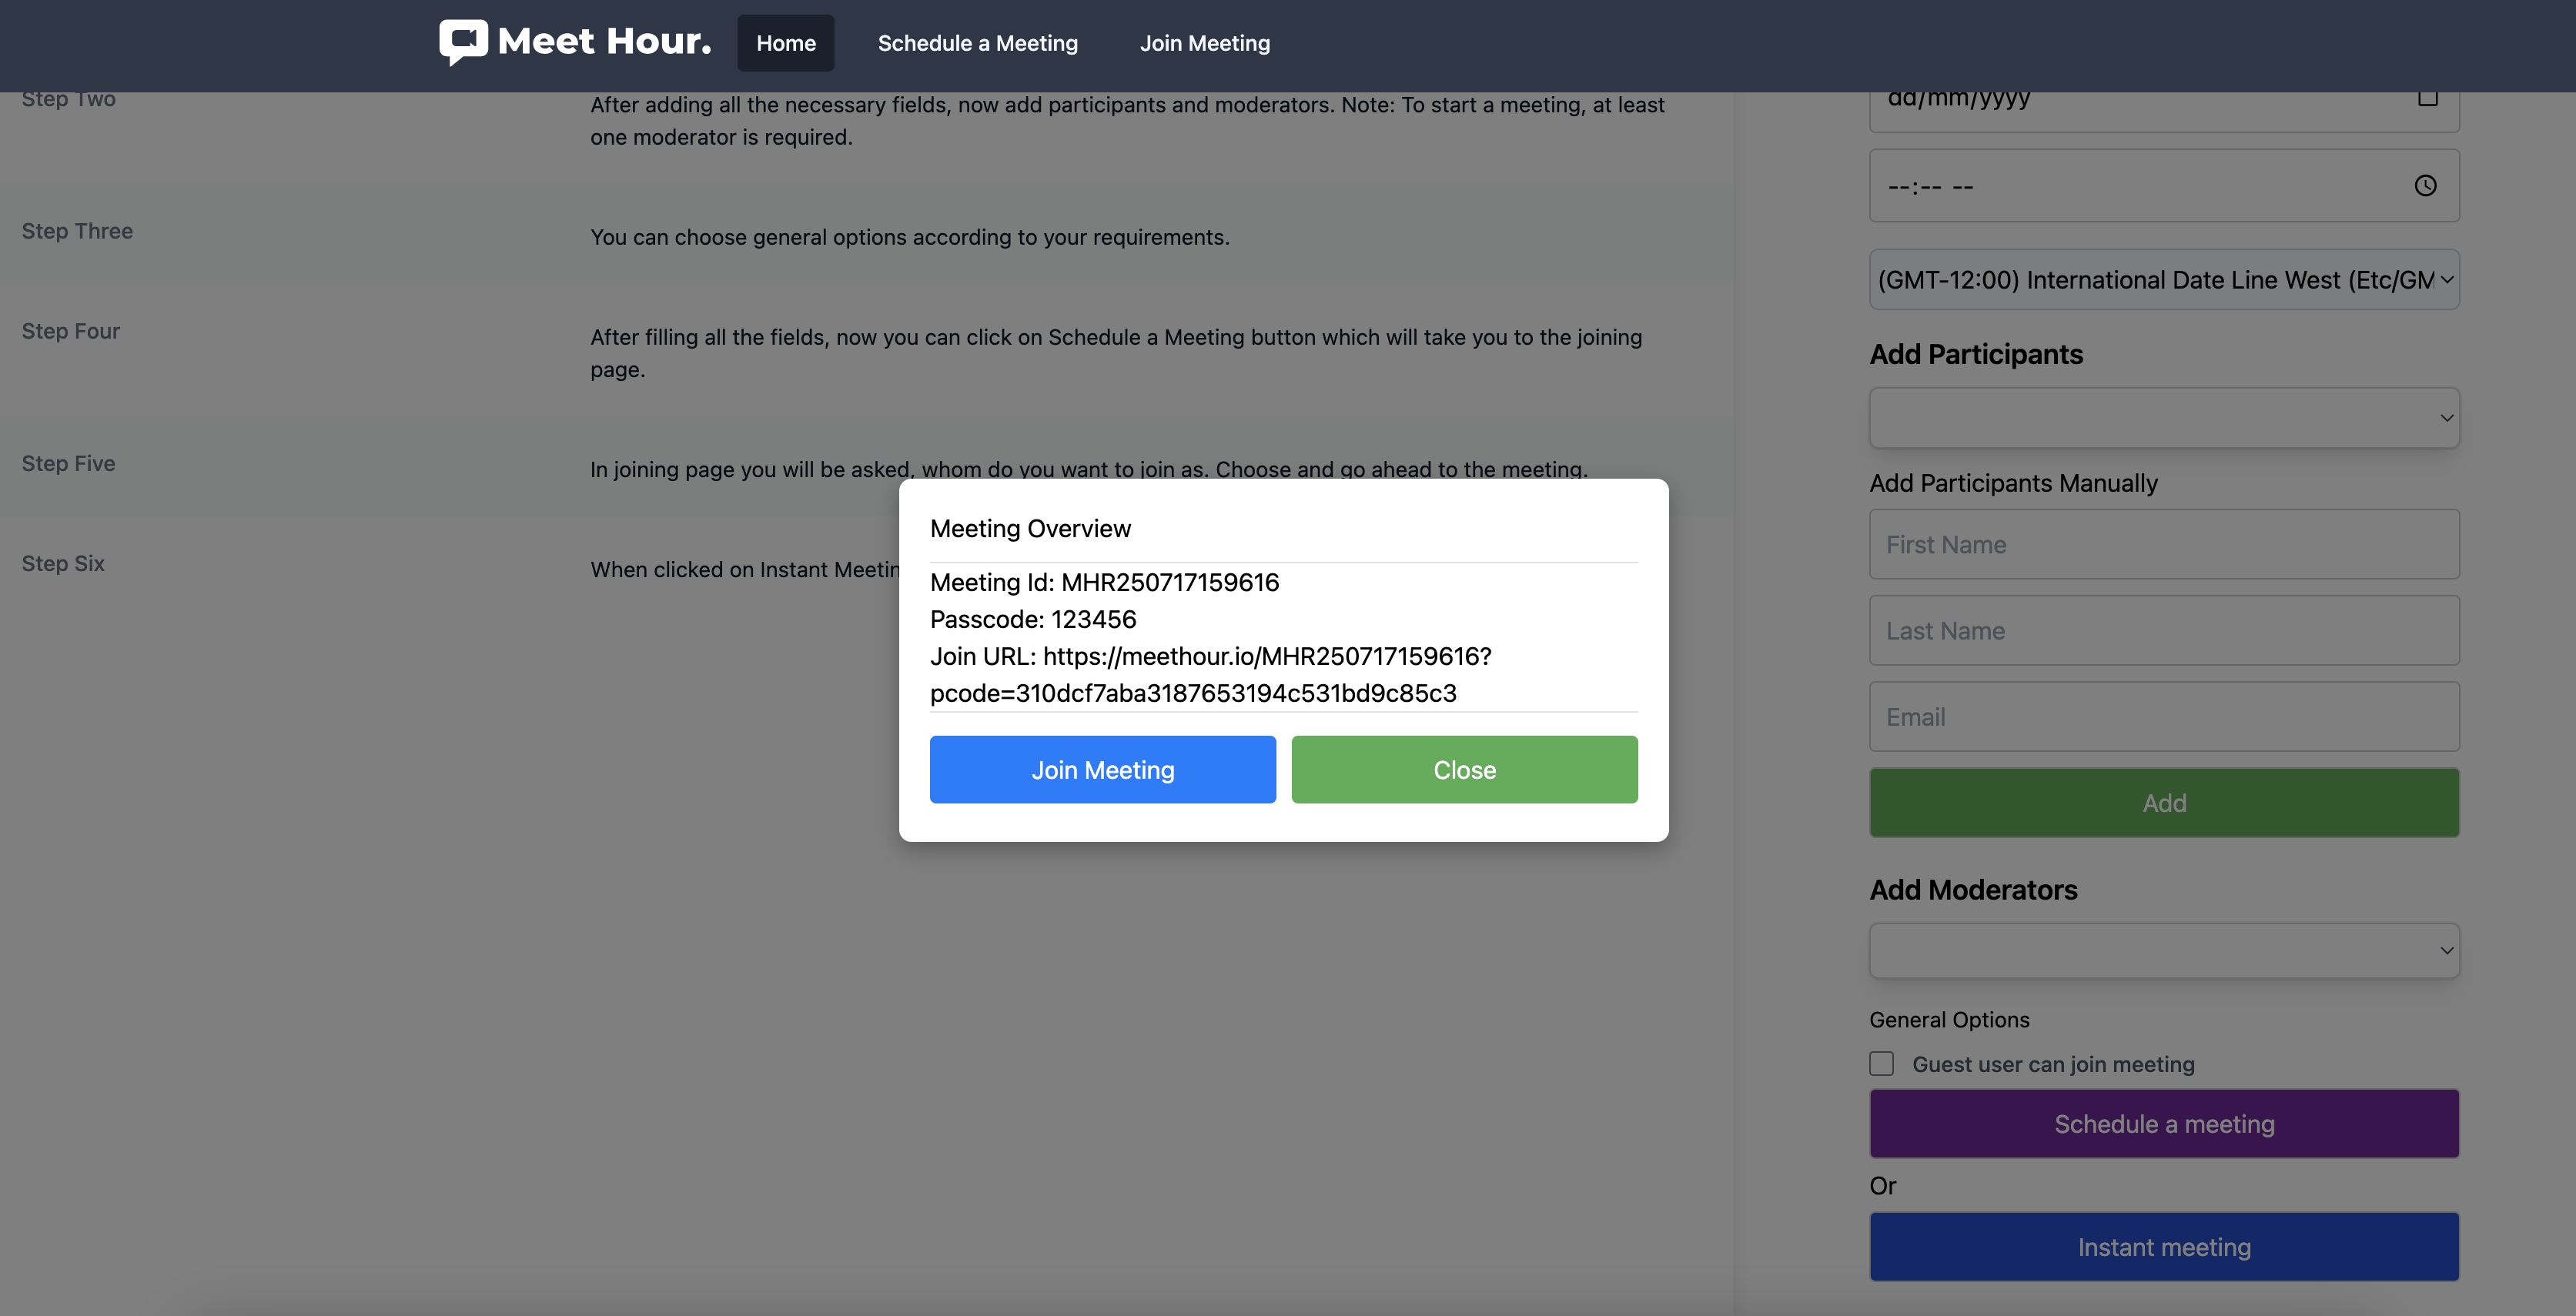 Meet Hour.
Home
Schedule a Meeting
Join Meeting
Step Two
After adding all the necessary fields, now add participants and moderators. Note: To start a meeting, at least
one moderator is required.
Step Three
You can choose general options according to your requirements.
Step Four
After filling all the fields, now you can click on Schedule a Meeting button which will take you to the joining
page.
Step Five
In joining page you will be asked, whom do you want to join as. Choose and go ahead to the meeting.
Step Six
When clicked on Instant
Meeting Overview
Meeting Id: MHR250717159616
Passcode: 123456
Join URL: https://meethour.io/MHR250717159616?
pcode=310dcf7aba3187653194c531bd9c85c3
Join Meeting
Close
dd/mm/yyyy
--:-- --
(GMT-12:00) International Date Line West (Etc/GM
Add Participants
Add Participants Manually
First Name
Last Name
Email
Add
Add Moderators
General Options
Guest user can join meeting
Schedule a meeting
Or
Instant meeting